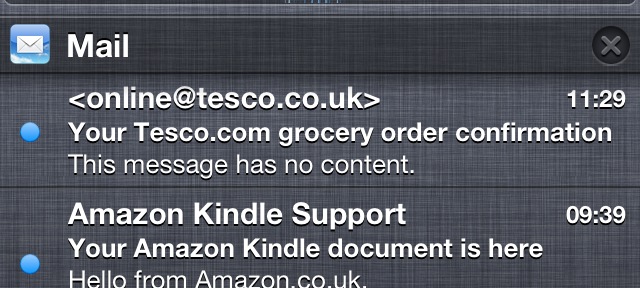 Mail
<online@tesco.co.uk> 11:29
Your Tesco.com grocery order confirmation
This message has no content.
Amazon Kindle Support 09:39
Your Amazon Kindle document is here
Hello from Amazon.co.uk.